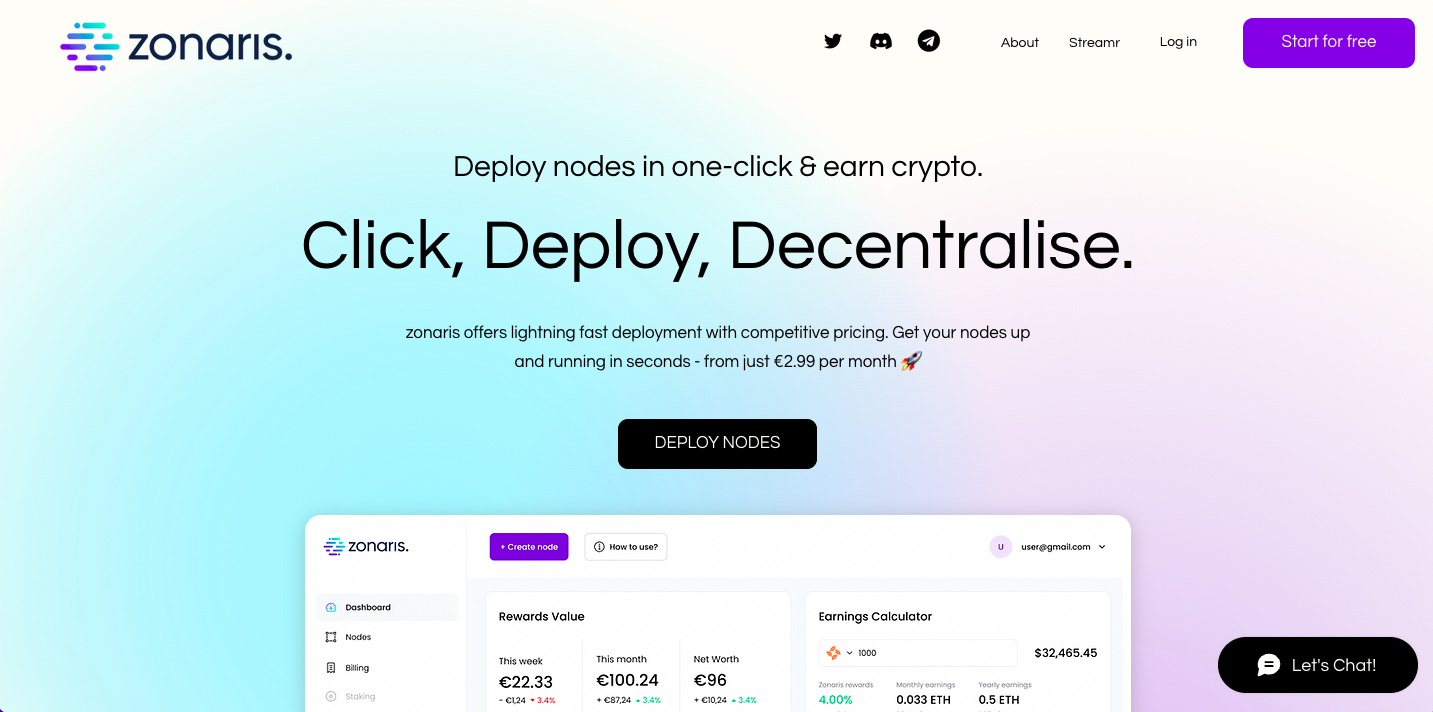 zonaris.
About
Streamr
Log in
Start for free
Deploy nodes in one-click & earn crypto.
Click, Deploy, Decentralise.
zonaris offers lightning fast deployment with competitive pricing. Get your nodes up
and running in seconds - from just €2.99 per month 🚀
DEPLOY NODES
zonaris.
+ Create node
How to use?
U
user@gmail.com
Dashboard
Nodes
Billing
Staking
Rewards Value
This week
€22.33
- €1,24 ▾ 3.4%
This month
€100.24
+ €87,24 ▴ 3.4%
Net Worth
€96
+ €10,24 ▴ 3.4%
Earnings Calculator
1000
$32,465.45
Zonaris rewards
4.00%
Monthly earnings
0.033 ETH
Yearly earnings
0.5 ETH
Let's Chat!